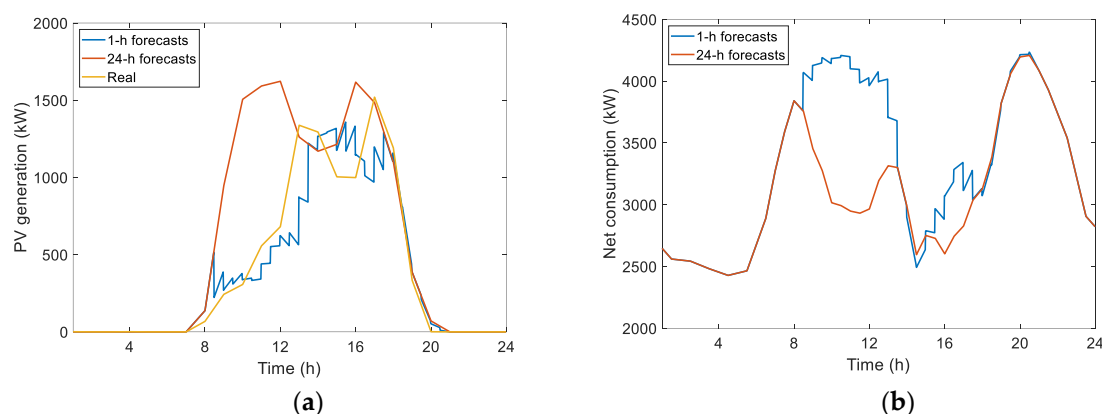 2000
1500
1000
500
0
PV generation (kW)
1-h forecasts
24-h forecasts
Real
4
8
12
16
20
24
Time (h)
(a)
4500
4000
3500
3000
2500
2000
Net consumption (kW)
1-h forecasts
24-h forecasts
4
8
12
16
20
24
Time (h)
(b)